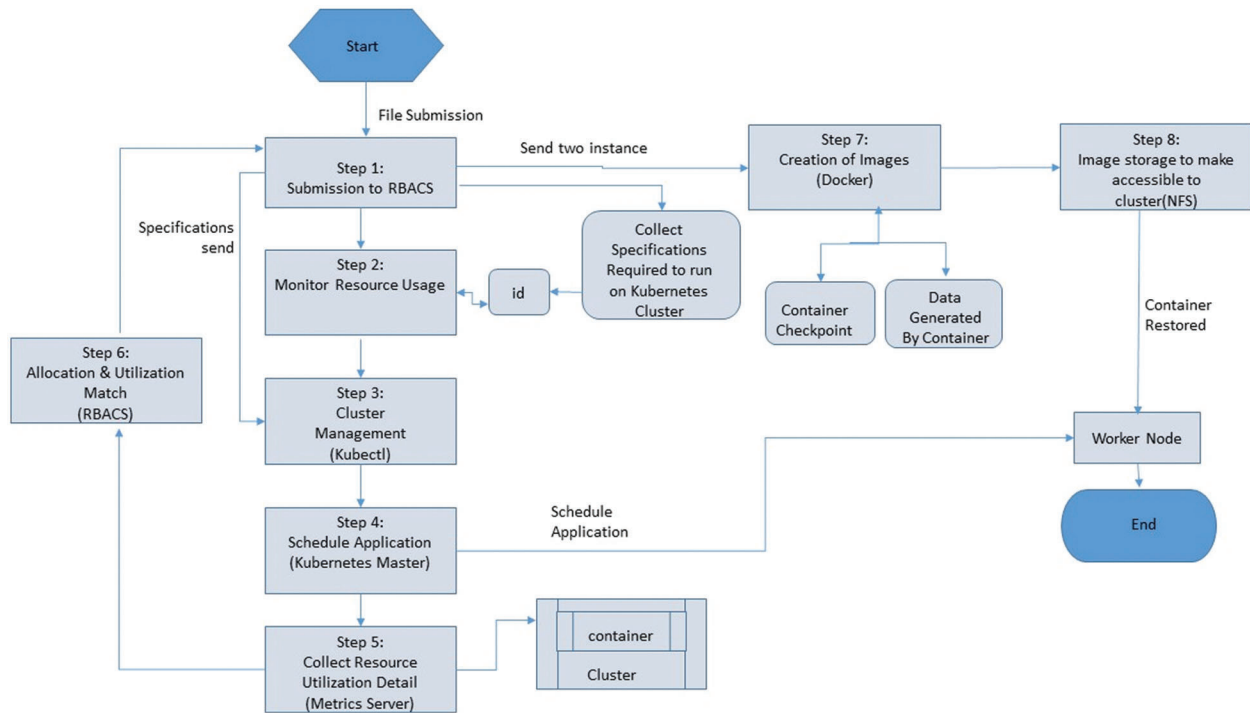 Start
File Submission
Step 1:
Submission to RBACS
Send two instance
Step 7:
Creation of Images
(Docker)
Step 8:
Image storage to make
accessible to
cluster(NFS)
Specifications
send
Collect
Specifications
Required to run
on Kubernetes
Cluster
Step 2:
Monitor Resource Usage
id
Container
Checkpoint
Data
Generated
By Container
Container
Restored
Step 6:
Allocation & Utilization
Match
(RBACS)
Step 3:
Cluster
Management
(Kubectl)
Worker Node
Step 4:
Schedule Application
(Kubernetes Master)
Schedule
Application
End
Step 5:
Collect Resource
Utilization Detail
(Metrics Server)
container
Cluster